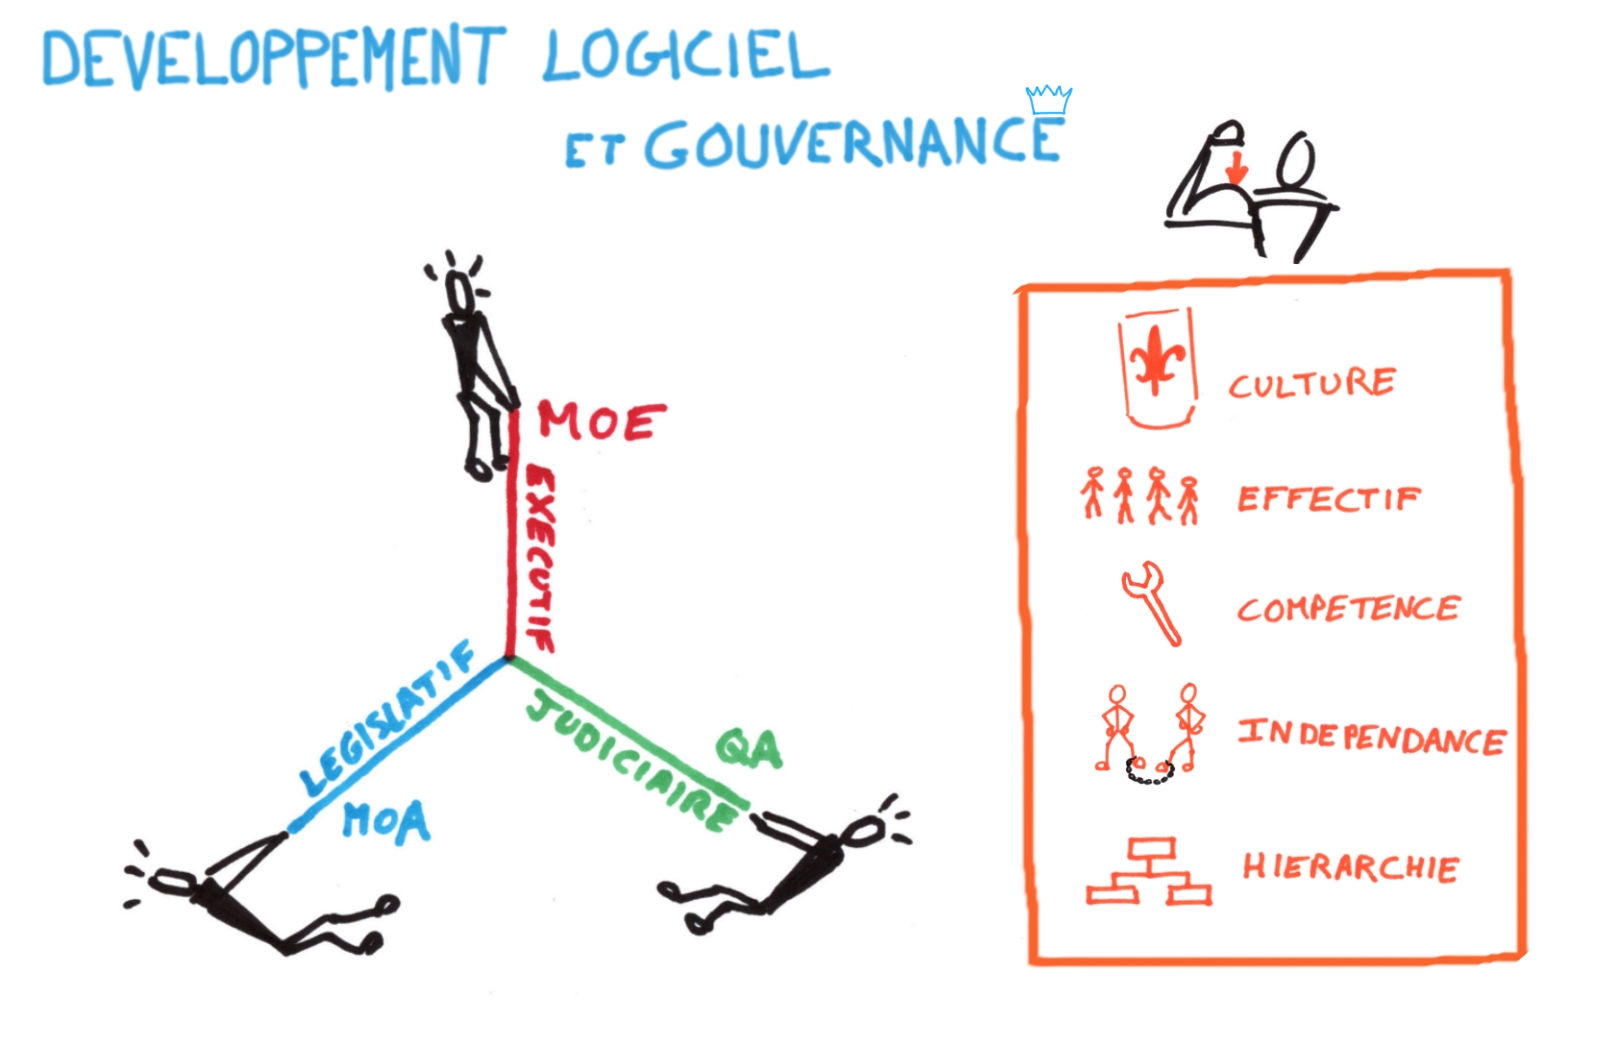 DEVELOPPEMENT LOGICIEL
ET GOUVERNANCE
MOE
EXECUTIF
LEGISLATIF
MOA
JUDICIAIRE
QA
CULTURE
EFFECTIF
COMPETENCE
INDEPENDANCE
HIERARCHIE